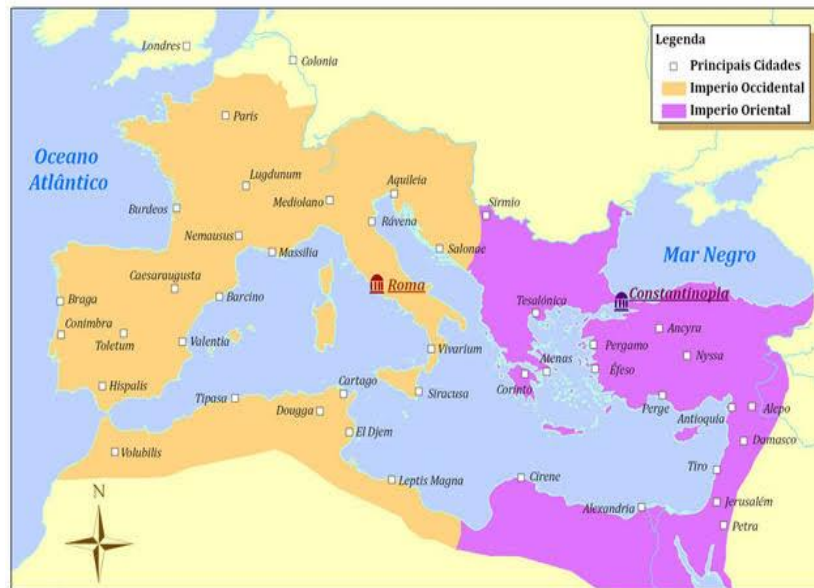 Londres
Colonia
Legenda
Principais Cidades
Imperio Occidental
Imperio Oriental
Paris
Oceano
Atlântico
Lugdunum
Aquileia
Mediolano
Burdeos
Rávena
Sirmio
Nemausus
Massilia
Salonae
Mar Negro
Caesaraugusta
Roma
Constantinopla
Braga
Barcino
Tesalónica
Conimbra
Toletum
Valentia
Ancyra
Vivarium
Pergamo
Nyssa
Atenas
Hispalis
Éfeso
Cartago
Corinto
Tipasa
Siracusa
Perge
Dougga
Antioquia
Alepo
El Djem
Damasco
Volubilis
Tiro
Leptis Magna
Cirene
N
Alexandria
Jerusalém
Petra